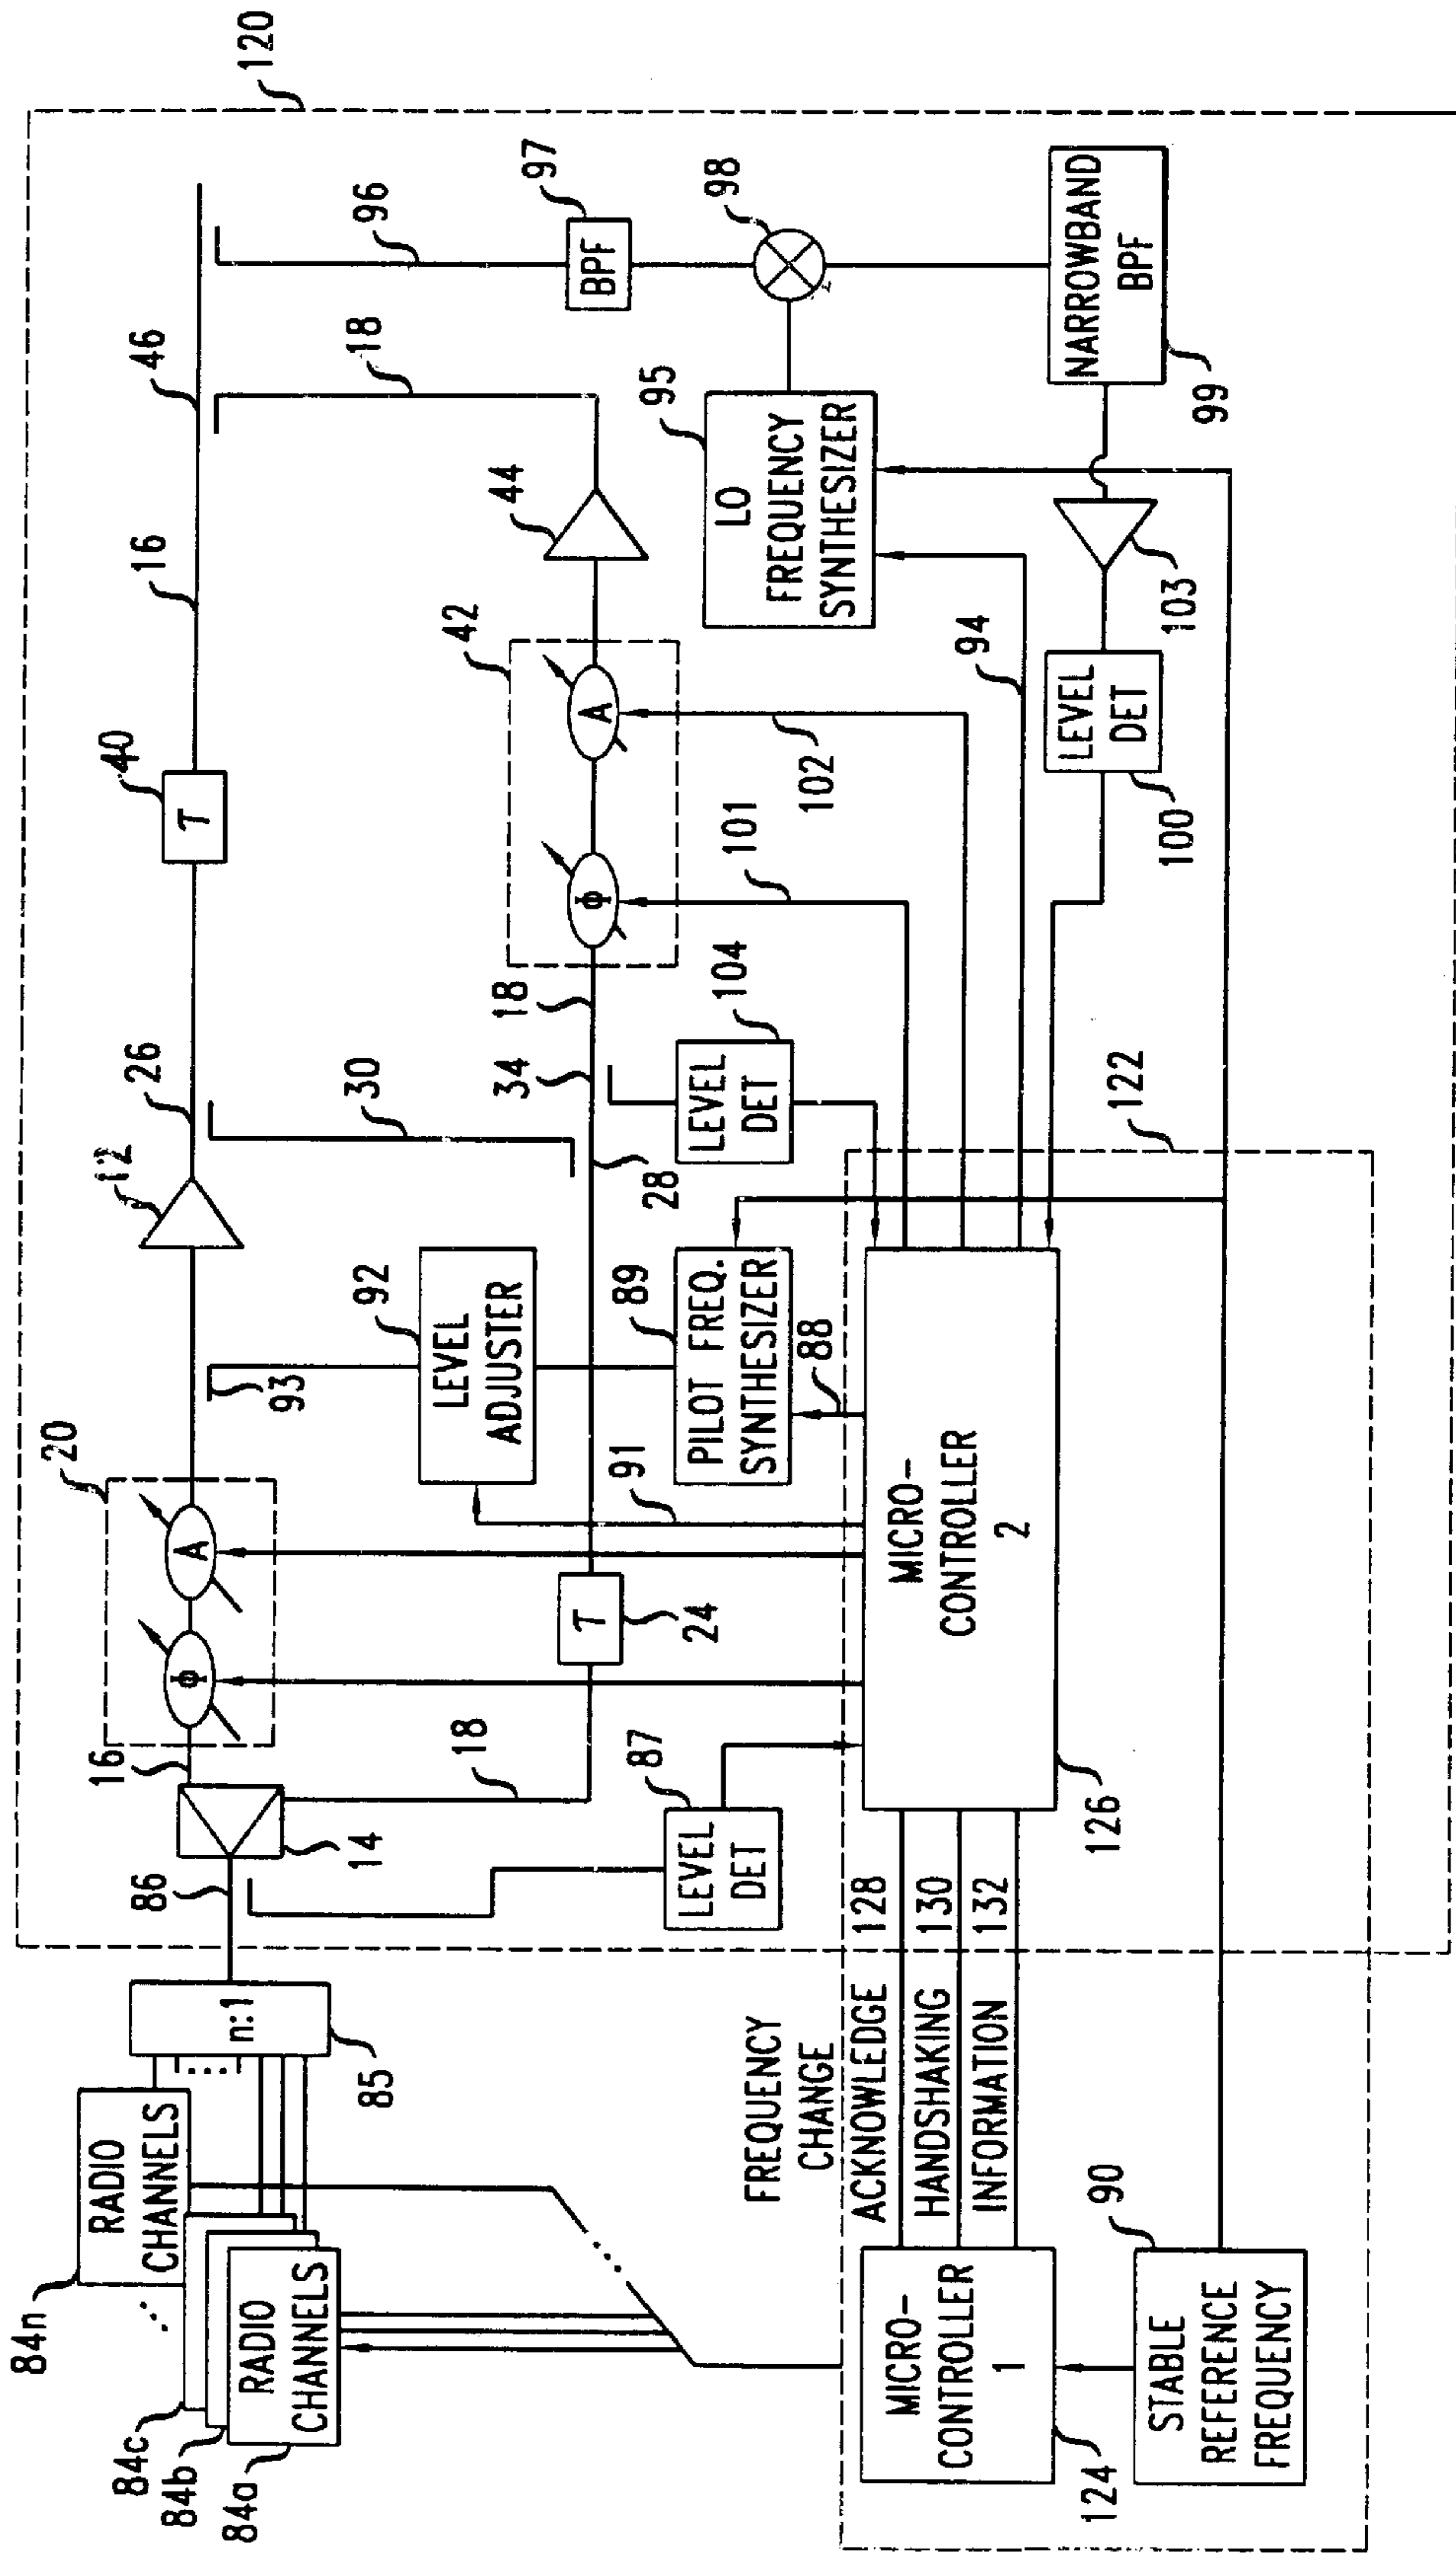 120
84n
RADIO
CHANNELS
84c
84b
84a
RADIO
CHANNELS
n:1
85
86
14
16
18
20
Φ
A
93
12
26
30
40
τ
16
46
18
96
97
BPF
98
92
LEVEL
ADJUSTER
24
τ
91
28
34
18
42
Φ
A
44
95
LO
FREQUENCY
SYNTHESIZER
87
LEVEL
DET
89
PILOT FREQ.
SYNTHESIZER
88
104
LEVEL
DET
101
102
94
NARROWBAND
BPF
99
103
LEVEL
DET
100
122
FREQUENCY
CHANGE
ACKNOWLEDGE 128
HANDSHAKING 130
INFORMATION 132
MICRO-
CONTROLLER
1
124
MICRO-
CONTROLLER
2
126
90
STABLE
REFERENCE
FREQUENCY